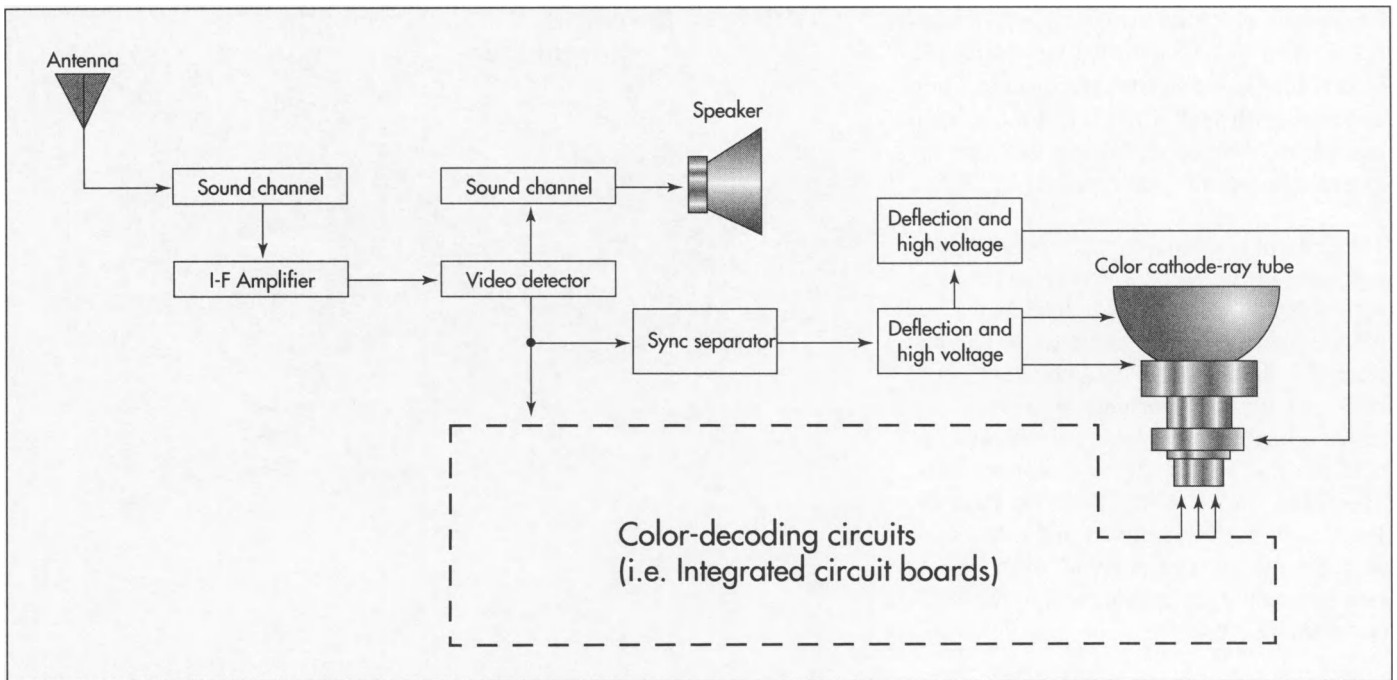 Antenna
Speaker
Sound channel
Sound channel
Deflection and
high voltage
I-F Amplifier
Video detector
Color cathode-ray tube
Sync separator
Deflection and
high voltage
Color-decoding circuits
(i.e. Integrated circuit boards)